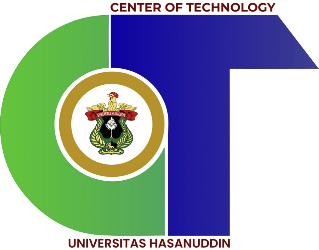 CENTER OF TECHNOLOGY
UNIVERSITAS HASANUDDIN